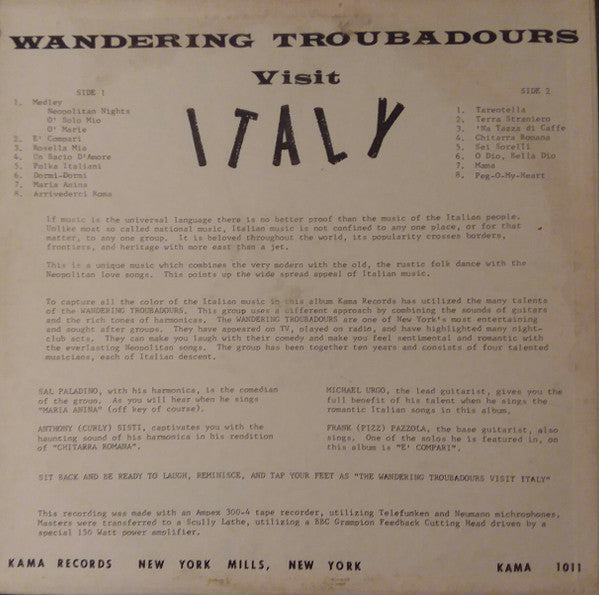 WANDERING TROUBADOURS
Visit
ITALY
SIDE 1
1. Medley
Neopolitan Nights
O' Solo Mio
O' Marie
2. E' Compari
3. Rosella Mia
4. Un Bacio D'Amore
5. Polka Italiani
6. Dormi-Dormi
7. Maria Anina
8. Arrivederci Roma
SIDE 2
1. Tarentella
2. Terra Straniero
3. 'Na Tazza di Caffe
4. Chitarra Romana
5. Sei Sorelli
6. O Dio, Bella Dio
7. Mama
8. Peg-O-My-Heart
If music is the universal language there is no better proof than the music of the Italian people.
Unlike most so called national music, Italian music is not confined to any one place, or for that
matter, to any one group. It is beloved throughout the world, its popularity crosses borders,
frontiers, and heritage with more east than a jet.
This is a unique music which combines the very modern with the old, the rustic folk dance with the
Neopolitan love songs. This points up the wide spread appeal of Italian music.
To capture all the color of the Italian music in this album Kama Records has utilized the many talents
of the WANDERING TROUBADOURS. This group uses a different approach by combining the sounds of guitars
and the rich tones of harmonicas. The WANDERING TROUBADOURS are one of New York's most entertaining
and sought after groups. They have appeared on TV, played on radio, and have highlighted many night-
club acts. They can make you laugh with their comedy and make you feel sentimental and romantic with
the everlasting Neopolitan songs. The group has been together ten years and consists of four talented
musicians, each of Italian descent.
SAL PALADINO, with his harmonica, is the comedian
of the group. As you will hear when he sings
"MARIA ANINA" (off key of course).
ANTHONY (CURLY) SISTI, captivates you with the
haunting sound of his harmonica in his rendition
of "CHITARRA ROMANA".
MICHAEL URGO, the lead guitarist, gives you the
full benefit of his talent when he sings the
romantic Italian songs in this album.
FRANK (PIZZ) PAZZOLA, the base guitarist, also
sings. One of the solos he is featured in, on
this album is "E' COMPARI".
SIT BACK AND BE READY TO LAUGH, REMINISCE, AND TAP YOUR FEET AS "THE WANDERING TROUBADOURS VISIT ITALY"
This recording was made with an Ampex 300-4 tape recorder, utilizing Telefunken and Neumann michrophones.
Masters were transferred to a Scully Lathe, utilizing a BBC Grampion Feedback Cutting Head driven by a
special 150 Watt power amplifier.
KAMA RECORDS NEW YORK MILLS, NEW YORK KAMA 1011